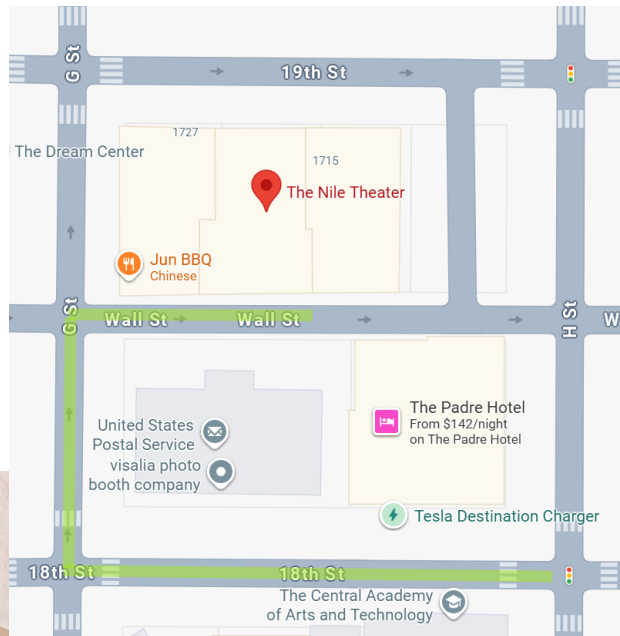 G St
19th St
1727
The Dream Center
1715
The Nile Theater
Jun BBQ
Chinese
G St
Wall St
Wall St
H St
W
The Padre Hotel
From $142/night
on The Padre Hotel
United States
Postal Service
visalia photo
booth company
Tesla Destination Charger
18th St
18th St
The Central Academy
of Arts and Technology